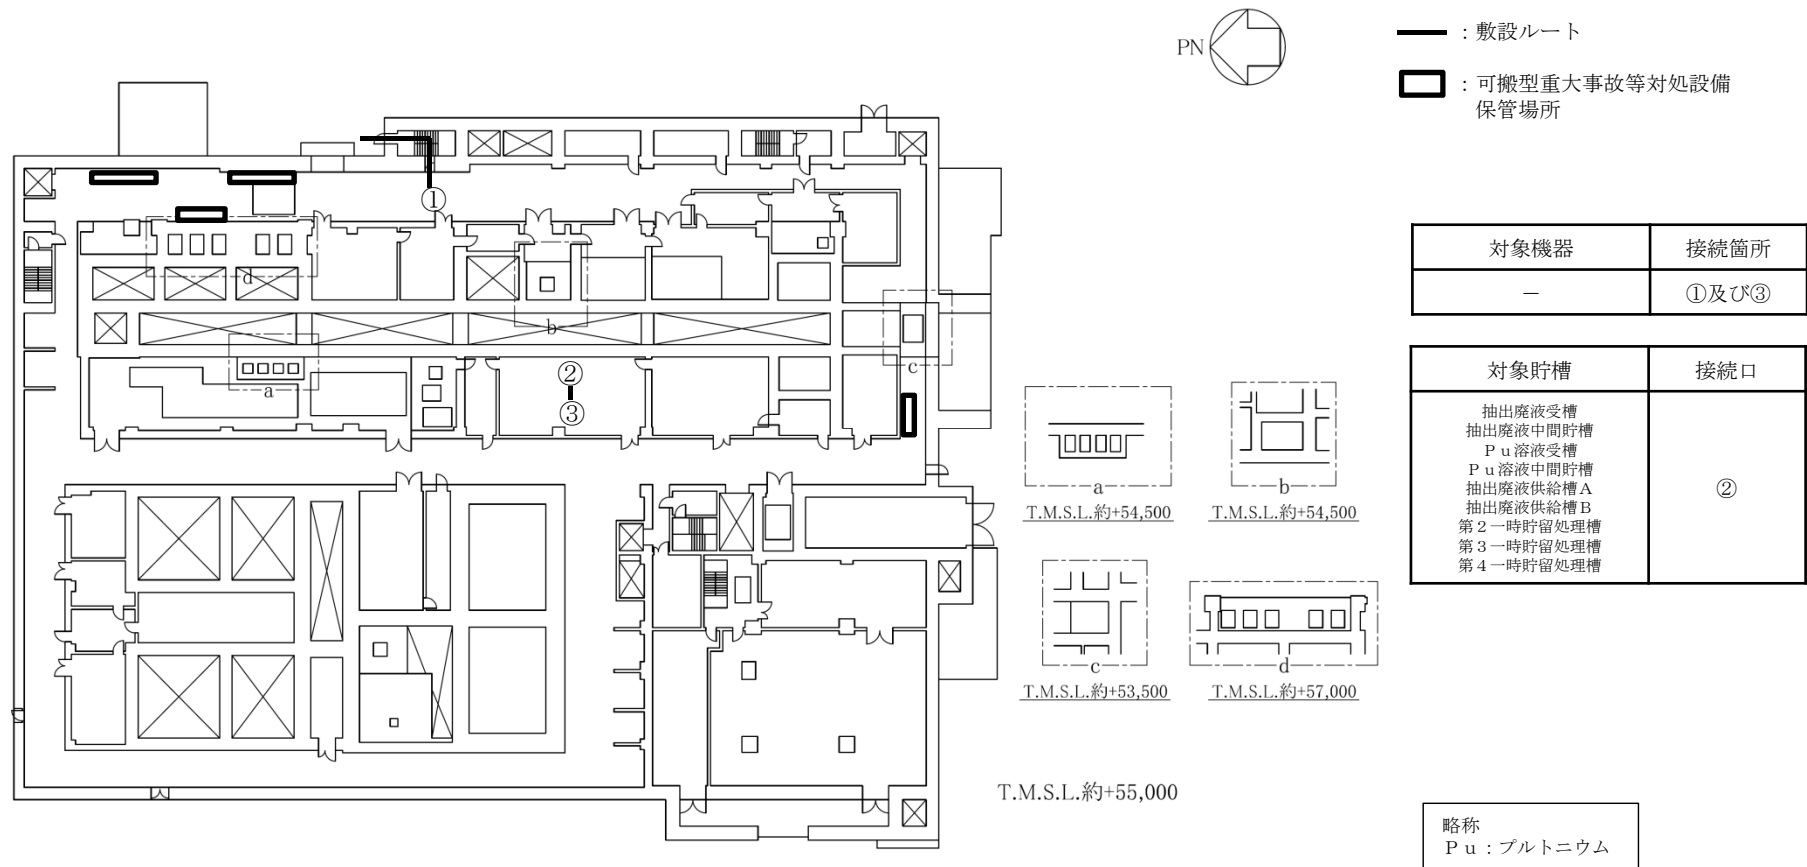 PN
：敷設ルート
：可搬型重大事故等対処設備
保管場所
①
d
b
c
a
②
③
対象機器
接続箇所
－
①及び③
対象貯槽
接続口
抽出廃液受槽
抽出廃液中間貯槽
Ｐｕ溶液受槽
Ｐｕ溶液中間貯槽
抽出廃液供給槽Ａ
抽出廃液供給槽Ｂ
第２一時貯留処理槽
第３一時貯留処理槽
第４一時貯留処理槽
②
a
T.M.S.L.約+54,500
b
T.M.S.L.約+54,500
c
T.M.S.L.約+53,500
d
T.M.S.L.約+57,000
T.M.S.L.約+55,000
略称
Ｐｕ：プルトニウム